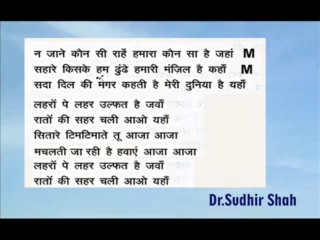 न जाने कौन सी राहें हमारा कौन सा है जहां M
सहारे किसके हम ढुंढे हमारी मंज़िल है कहाँ M
सदा दिल की मगर कहती है मेरी दुनिया है यहाँ
लहरों पे लहर उल्फत है जवाँ
रातों की सहर चली आओ यहाँ
सितारे टिमटिमाते तू आजा आजा
मचलती जा रही है हवाएं आजा आजा
लहरों पे लहर उल्फत है जवाँ
रातों की सहर चली आओ यहाँ
Dr.Sudhir Shah